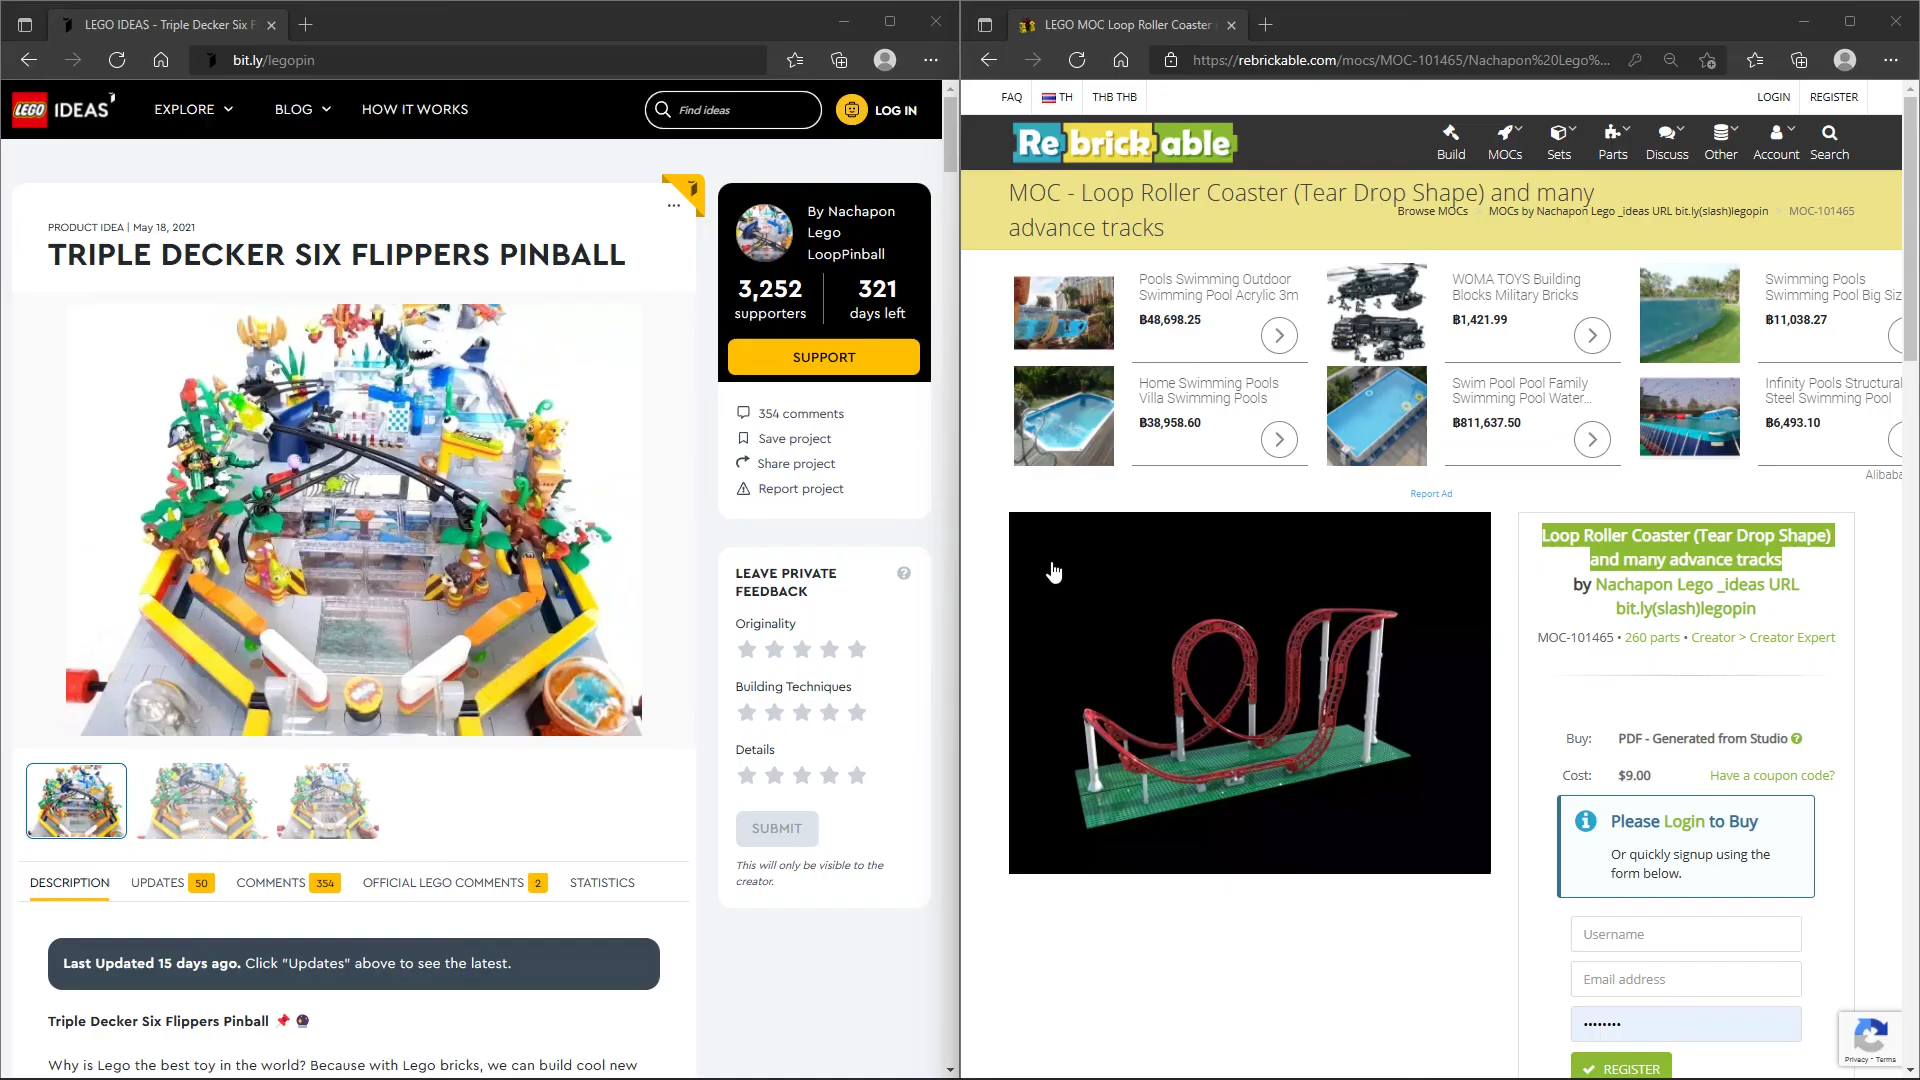 LEGO IDEAS - Triple Decker Six F
bit.ly/legopin
LEGO IDEAS
EXPLORE
BLOG
HOW IT WORKS
Find ideas
LOG IN
PRODUCT IDEA | May 18, 2021
TRIPLE DECKER SIX FLIPPERS PINBALL
By Nachapon
Lego
LoopPinball
3,252
supporters
321
days left
SUPPORT
354 comments
Save project
Share project
Report project
LEAVE PRIVATE
FEEDBACK
Originality
Building Techniques
Details
SUBMIT
This will only be visible to the
creator.
DESCRIPTION
UPDATES 50
COMMENTS 354
OFFICIAL LEGO COMMENTS 2
STATISTICS
Last Updated 15 days ago. Click "Updates" above to see the latest.
Triple Decker Six Flippers Pinball
Why is Lego the best toy in the world? Because with Lego bricks, we can build cool new
LEGO MOC Loop Roller Coaster
https://rebrickable.com/mocs/MOC-101465/Nachapon%20Lego%...
FAQ
TH
THB THB
LOGIN
REGISTER
Rebrickable
Build
MOCs
Sets
Parts
Discuss
Other
Account
Search
MOC - Loop Roller Coaster (Tear Drop Shape) and many
advance tracks
Browse MOCs
MOCs by Nachapon Lego _ideas URL bit.ly(slash)legopin
MOC-101465
Pools Swimming Outdoor
Swimming Pool Acrylic 3m
฿48,698.25
WOMA TOYS Building
Blocks Military Bricks
฿1,421.99
Swimming Pools
Swimming Pool Big Siz
฿11,038.27
Home Swimming Pools
Villa Swimming Pools
฿38,958.60
Swim Pool Pool Family
Swimming Pool Water...
฿811,637.50
Infinity Pools Structural
Steel Swimming Pool
฿6,493.10
Alibaba
Report Ad
Loop Roller Coaster (Tear Drop Shape)
and many advance tracks
by Nachapon Lego _ideas URL
bit.ly(slash)legopin
MOC-101465 • 260 parts • Creator > Creator Expert
Buy: PDF - Generated from Studio
Cost: $9.00 Have a coupon code?
Please Login to Buy
Or quickly signup using the
form below.
Username
Email address
••••••••
REGISTER
Privacy - Terms